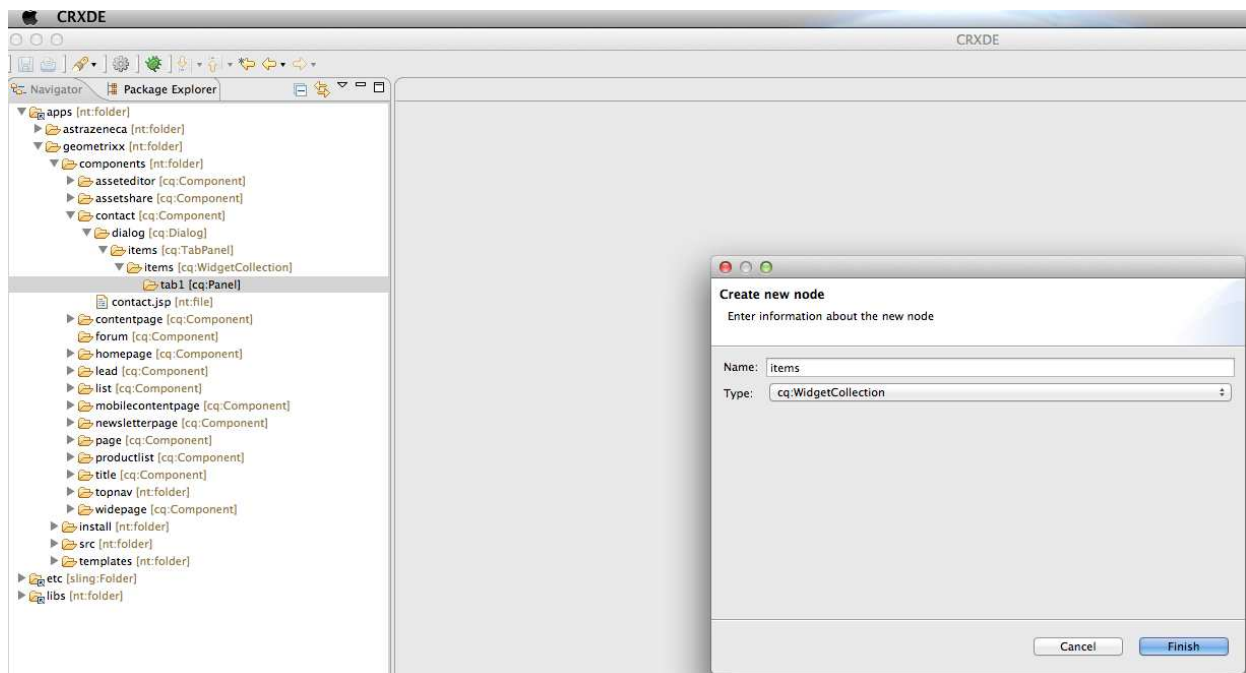 CRXDE
CRXDE
Navigator
Package Explorer
apps [nt:folder]
astrazeneca [nt:folder]
geometrixx [nt:folder]
components [nt:folder]
asseteditor [cq:Component]
assetshare [cq:Component]
contact [cq:Component]
dialog [cq:Dialog]
items [cq:TabPanel]
items [cq:WidgetCollection]
tab1 [cq:Panel]
contact.jsp [nt:file]
contentpage [cq:Component]
forum [cq:Component]
homepage [cq:Component]
lead [cq:Component]
list [cq:Component]
mobilecontentpage [cq:Component]
newsletterpage [cq:Component]
page [cq:Component]
productlist [cq:Component]
title [cq:Component]
topnav [nt:folder]
widepage [cq:Component]
install [nt:folder]
src [nt:folder]
templates [nt:folder]
etc [sling:Folder]
libs [nt:folder]
Create new node
Enter information about the new node
Name: items
Type: cq:WidgetCollection
Cancel
Finish